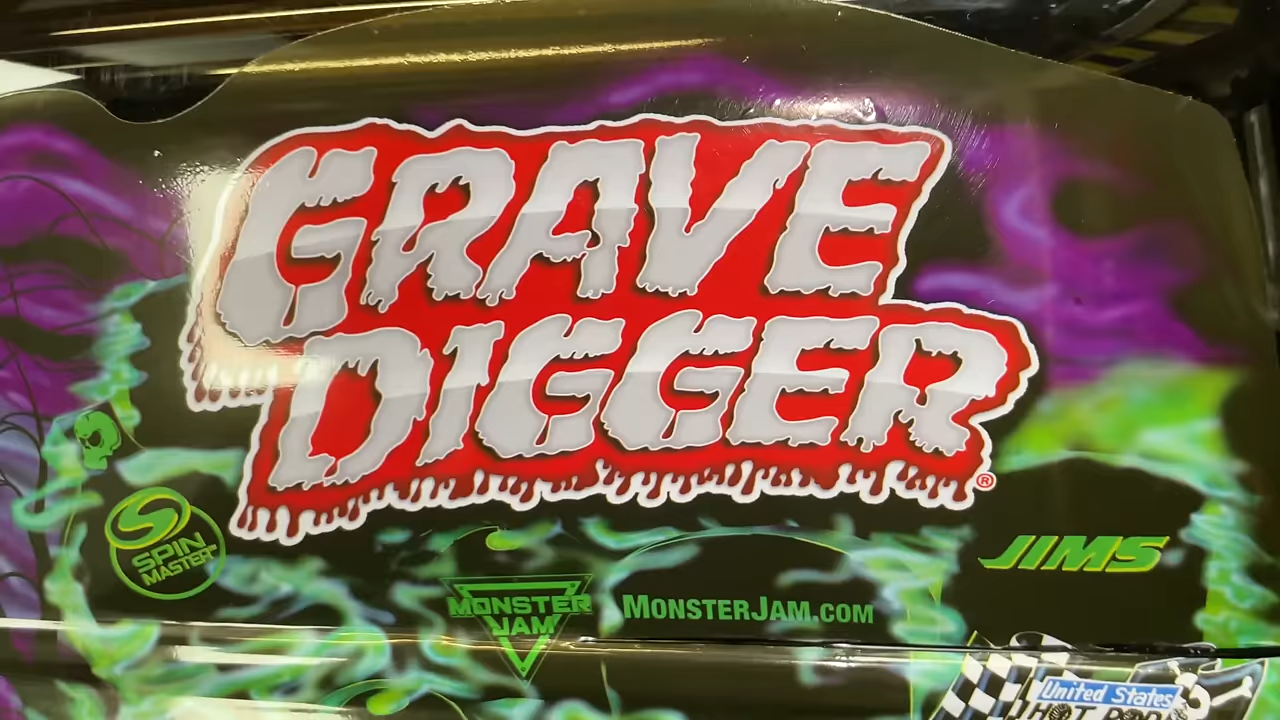 GRAVE
DIGGER
®
SPIN
MASTER
JIMS
MONSTER
JAM
MONSTERJAM.COM
United States
HOT ROD